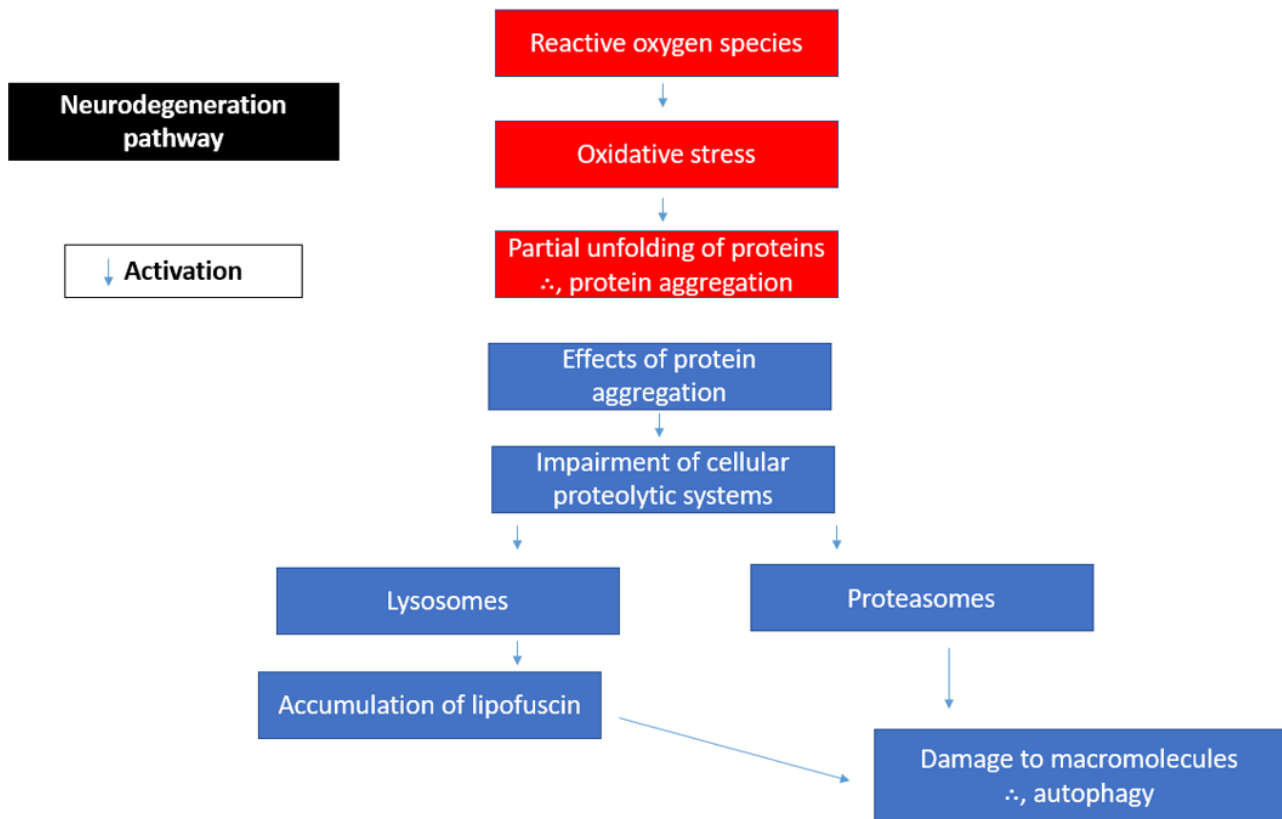 Reactive oxygen species
Neurodegeneration
pathway
Oxidative stress
↓ Activation
Partial unfolding of proteins
∴, protein aggregation
Effects of protein
aggregation
Impairment of cellular
proteolytic systems
Lysosomes
Proteasomes
Accumulation of lipofuscin
Damage to macromolecules
∴, autophagy